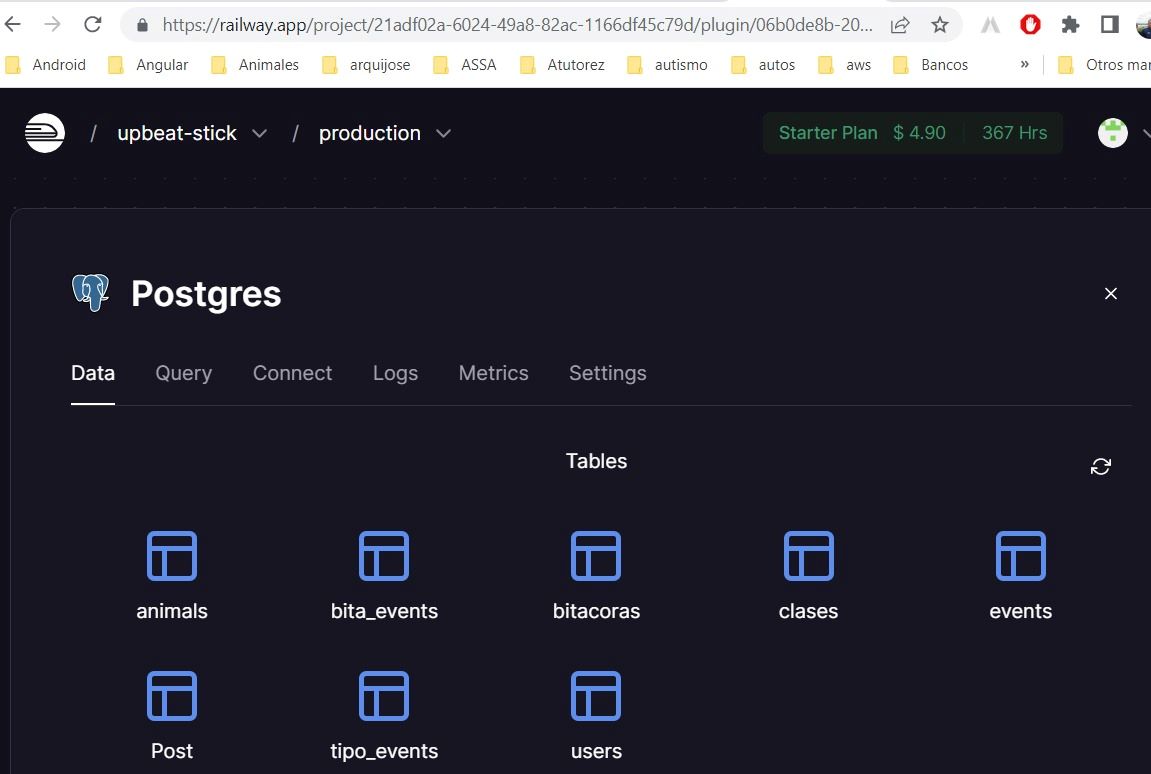 https://railway.app/project/21adf02a-6024-49a8-82ac-1166df45c79d/plugin/06b0de8b-20...
Android Angular Animales arquijose ASSA Atutorez autismo autos aws Bancos » Otros mar
/ upbeat-stick / production Starter Plan $ 4.90 367 Hrs
Postgres
Data Query Connect Logs Metrics Settings
Tables
animals bita_events bitacoras clases events
Post tipo_events users